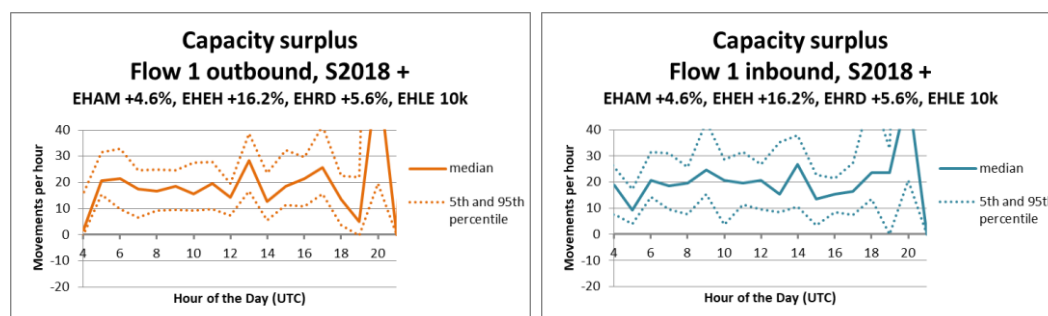 Capacity surplus
Flow 1 outbound, S2018 +
EHAM +4.6%, EHEH +16.2%, EHRD +5.6%, EHLE 10k
Movements per hour
40
30
20
10
0
-10
-20
4 6 8 10 12 14 16 18 20
Hour of the Day (UTC)
median
5th and 95th
percentile
Capacity surplus
Flow 1 inbound, S2018 +
EHAM +4.6%, EHEH +16.2%, EHRD +5.6%, EHLE 10k
Movements per hour
40
30
20
10
0
-10
-20
4 6 8 10 12 14 16 18 20
Hour of the Day (UTC)
median
5th and 95th
percentile